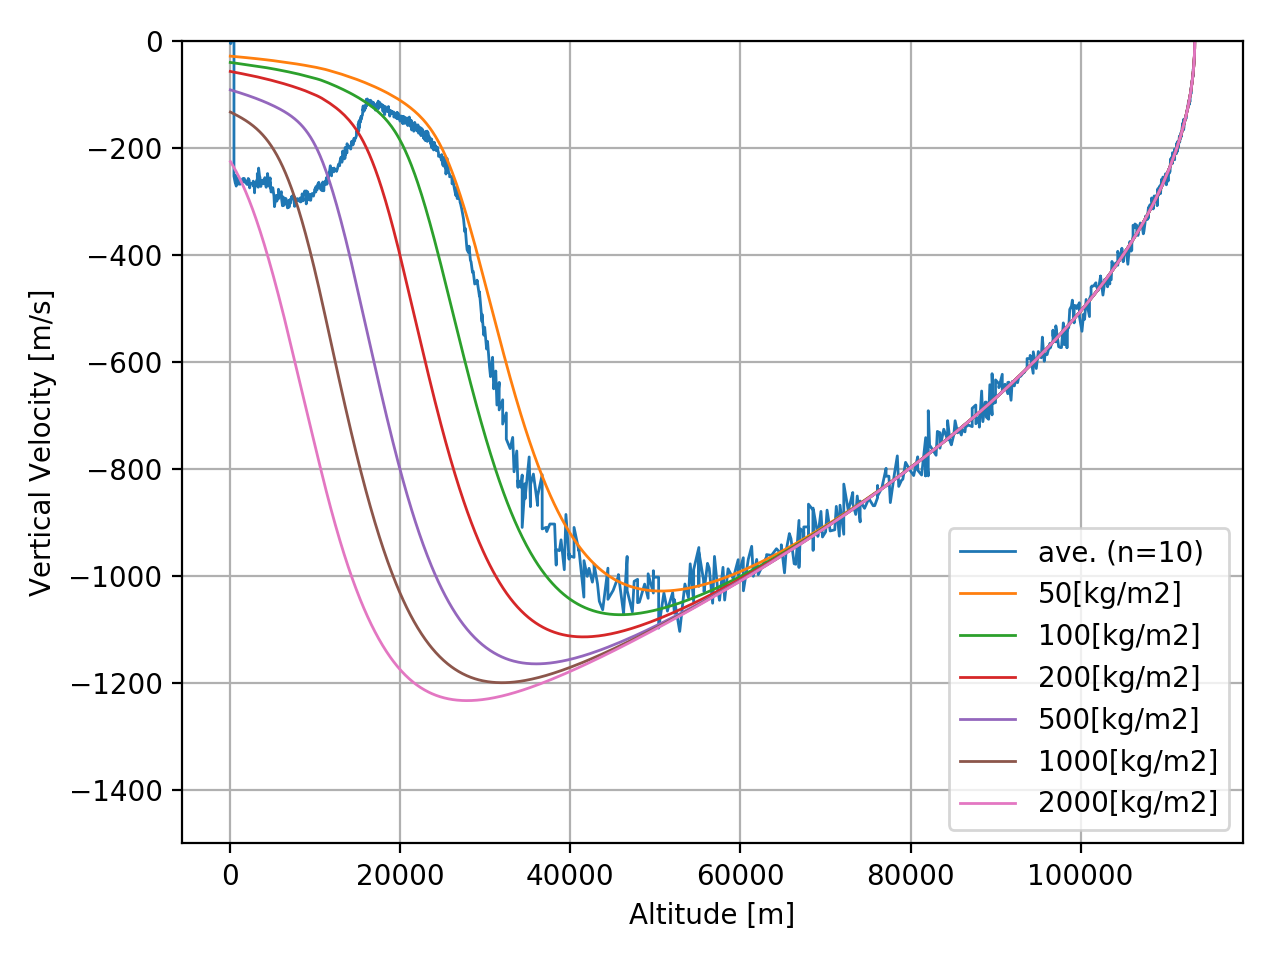 0
−200
−400
−600
−800
−1000
−1200
−1400
Vertical Velocity [m/s]
0
20000
40000
60000
80000
100000
Altitude [m]
ave. (n=10)
50[kg/m2]
100[kg/m2]
200[kg/m2]
500[kg/m2]
1000[kg/m2]
2000[kg/m2]